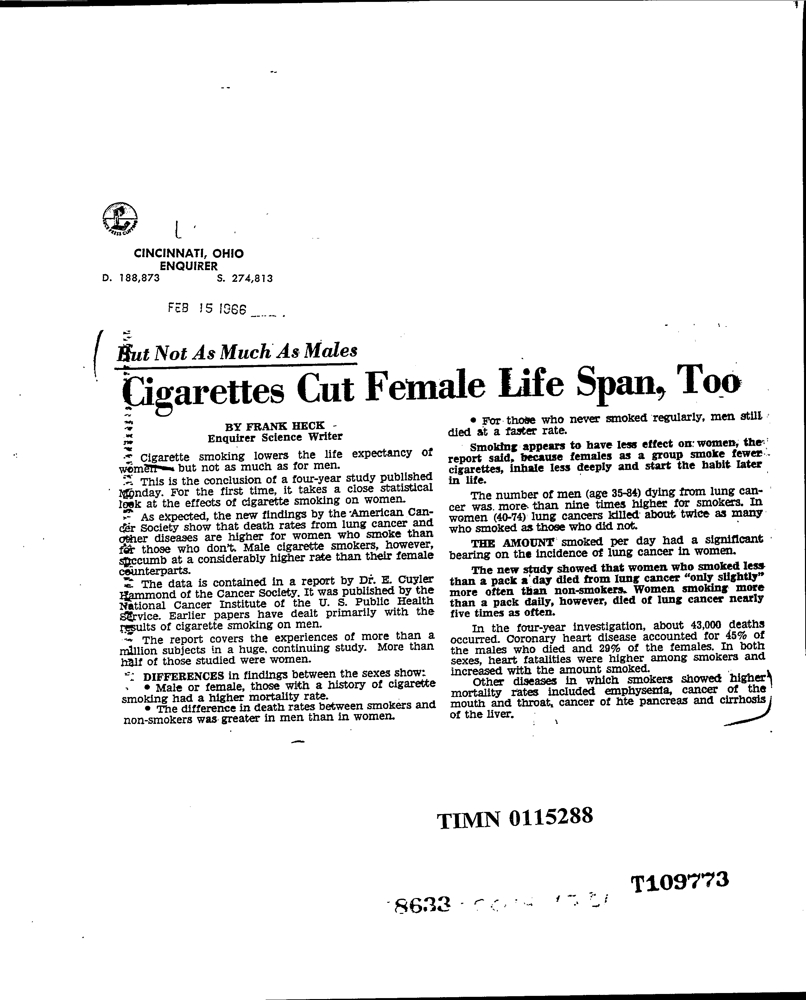 CINCINNATI, OHIO
ENQUIRER
D. 188,873 S. 274,813
FEB 15 1966
But Not As Much As Males
Cigarettes Cut Female Life Span, Too
BY FRANK HECK
Enquirer Science Writer
Cigarette smoking lowers the life expectancy of
women but not as much as for men.
This is the conclusion of a four-year study published
Monday. For the first time, it takes a close statistical
look at the effects of cigarette smoking on women.
As expected, the new findings by the American Can-
cer Society show that death rates from lung cancer and
other diseases are higher for women who smoke than
for those who don't. Male cigarette smokers, however,
succumb at a considerably higher rate than their female
counterparts.
The data is contained in a report by Dr. E. Cuyler
Hammond of the Cancer Society. It was published by the
National Cancer Institute of the U. S. Public Health
Service. Earlier papers have dealt primarily with the
results of cigarette smoking on men.
The report covers the experiences of more than a
million subjects in a huge, continuing study. More than
half of those studied were women.
DIFFERENCES in findings between the sexes show:
• Male or female, those with a history of cigarette
smoking had a higher mortality rate.
• The difference in death rates between smokers and
non-smokers was greater in men than in women.
• For those who never smoked regularly, men still
died at a faster rate.
Smoking appears to have less effect on women, the
report said, because females as a group smoke fewer
cigarettes, inhale less deeply and start the habit later
in life.
The number of men (age 35-84) dying from lung can-
cer was more than nine times higher for smokers. In
women (40-74) lung cancers killed about twice as many
who smoked as those who did not.
THE AMOUNT smoked per day had a significant
bearing on the incidence of lung cancer in women.
The new study showed that women who smoked less
than a pack a day died from lung cancer "only slightly"
more often than non-smokers. Women smoking more
than a pack daily, however, died of lung cancer nearly
five times as often.
In the four-year investigation, about 43,000 deaths
occurred. Coronary heart disease accounted for 45% of
the males who died and 29% of the females. In both
sexes, heart fatalities were higher among smokers and
increased with the amount smoked.
Other diseases in which smokers showed higher
mortality rates included emphysema, cancer of the
mouth and throat, cancer of hte pancreas and cirrhosis
of the liver.
TIMN 0115288
T109773
8633